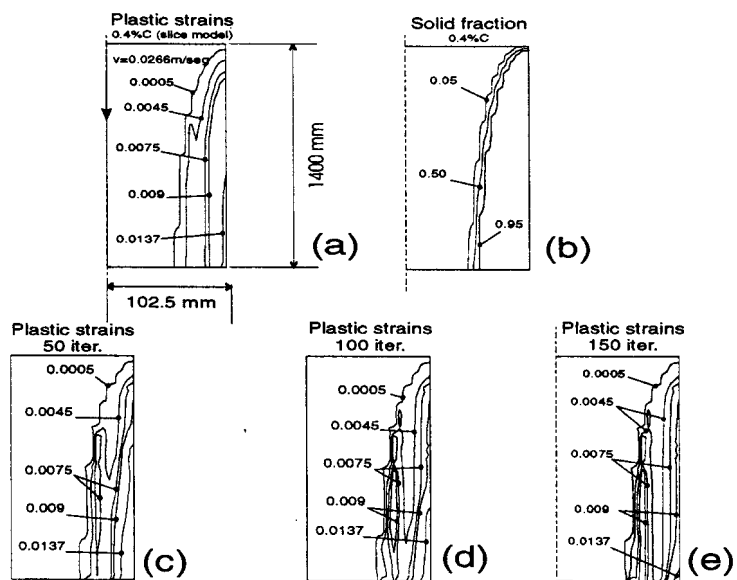 Plastic strains
0.4%C (slice model)
v=0.0266m/seg
0.0005
0.0045
0.0075
0.009
0.0137
(a)
1400 mm
102.5 mm
Solid fraction
0.4%C
0.05
0.50
0.95
(b)
Plastic strains
50 iter.
0.0005
0.0045
0.0075
0.009
0.0137
(c)
Plastic strains
100 iter.
0.0005
0.0045
0.0075
0.009
0.0137
(d)
Plastic strains
150 iter.
0.0005
0.0045
0.0075
0.009
0.0137
(e)